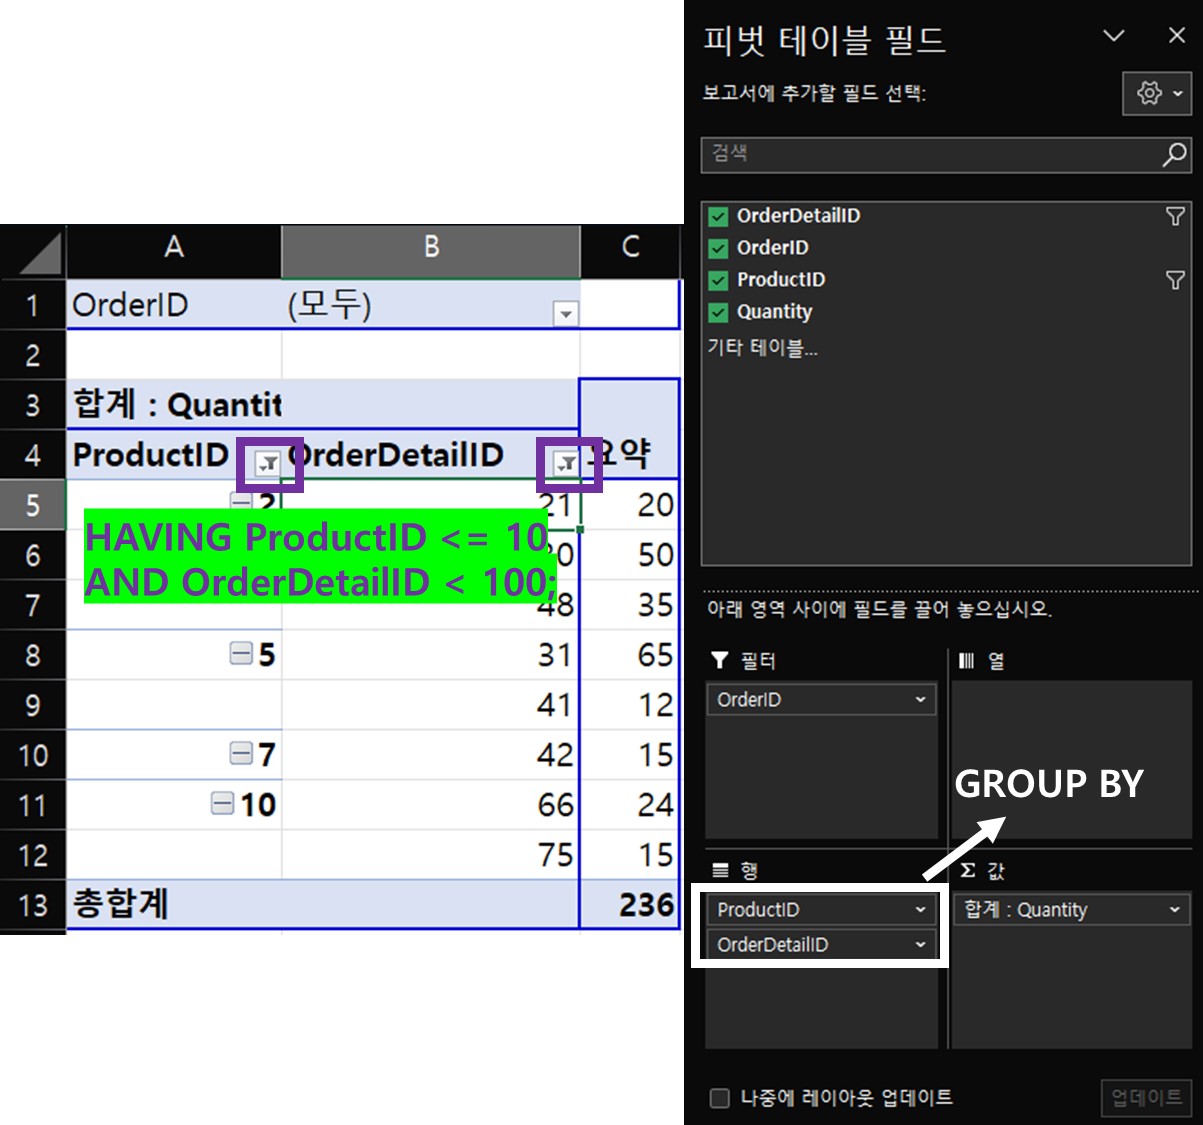 A B C
1 OrderID (모두)
2
3 합계 : Quantit
4 ProductID OrderDetailID 요약
5 2 21 20
HAVING ProductID <= 10
AND OrderDetailID < 100;
6 50
7 48 35
8 5 31 65
9 41 12
10 7 42 15
11 10 66 24
12 75 15
13 총합계 236
피벗 테이블 필드
보고서에 추가할 필드 선택:
검색
OrderDetailID
OrderID
ProductID
Quantity
기타 테이블...
아래 영역 사이에 필드를 끌어 놓으십시오.
필터
OrderID
열
GROUP BY
행
ProductID
OrderDetailID
Σ 값
합계 : Quantity
나중에 레이아웃 업데이트
업데이트